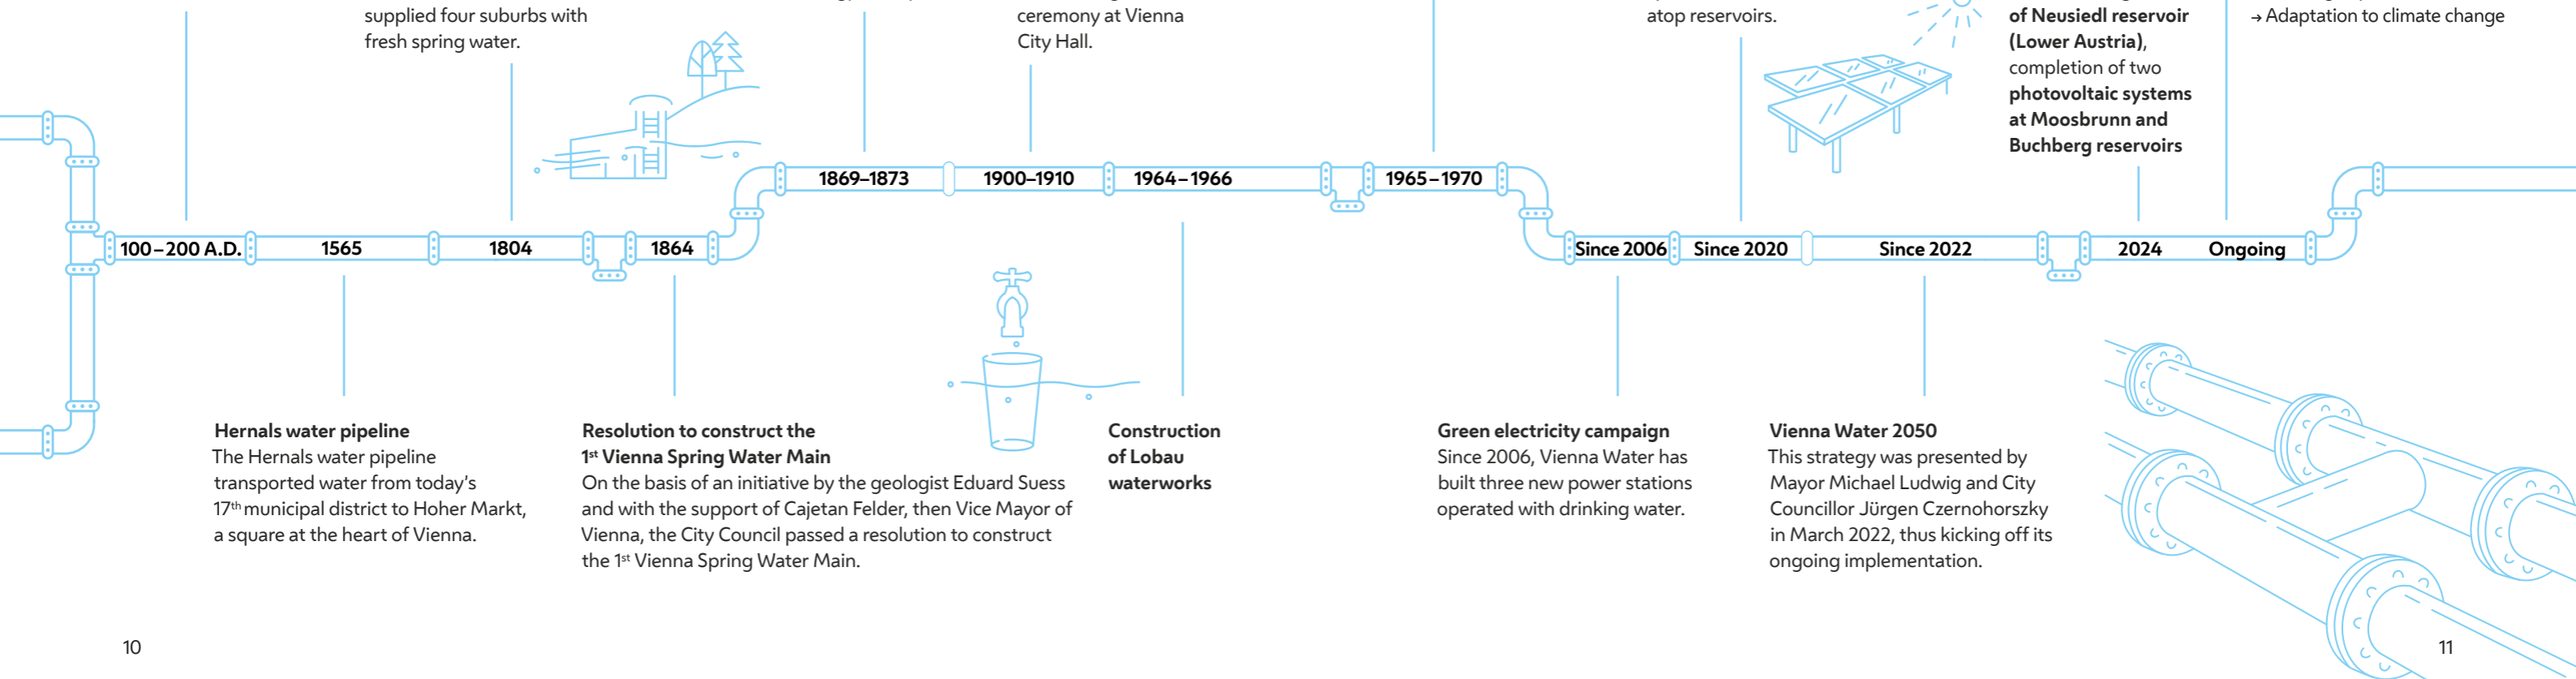 supplied four suburbs with
fresh spring water.
ceremony at Vienna
City Hall.
atop reservoirs.
of Neusiedl reservoir
(Lower Austria),
completion of two
photovoltaic systems
at Moosbrunn and
Buchberg reservoirs
→ Adaptation to climate change
1869–1873
1900–1910
1964–1966
1965–1970
100–200 A.D.
1565
1804
1864
Since 2006
Since 2020
Since 2022
2024
Ongoing
Hernals water pipeline
The Hernals water pipeline
transported water from today's
17th municipal district to Hoher Markt,
a square at the heart of Vienna.
Resolution to construct the
1st Vienna Spring Water Main
On the basis of an initiative by the geologist Eduard Suess
and with the support of Cajetan Felder, then Vice Mayor of
Vienna, the City Council passed a resolution to construct
the 1st Vienna Spring Water Main.
Construction
of Lobau
waterworks
Green electricity campaign
Since 2006, Vienna Water has
built three new power stations
operated with drinking water.
Vienna Water 2050
This strategy was presented by
Mayor Michael Ludwig and City
Councillor Jürgen Czernohorszky
in March 2022, thus kicking off its
ongoing implementation.
10
11